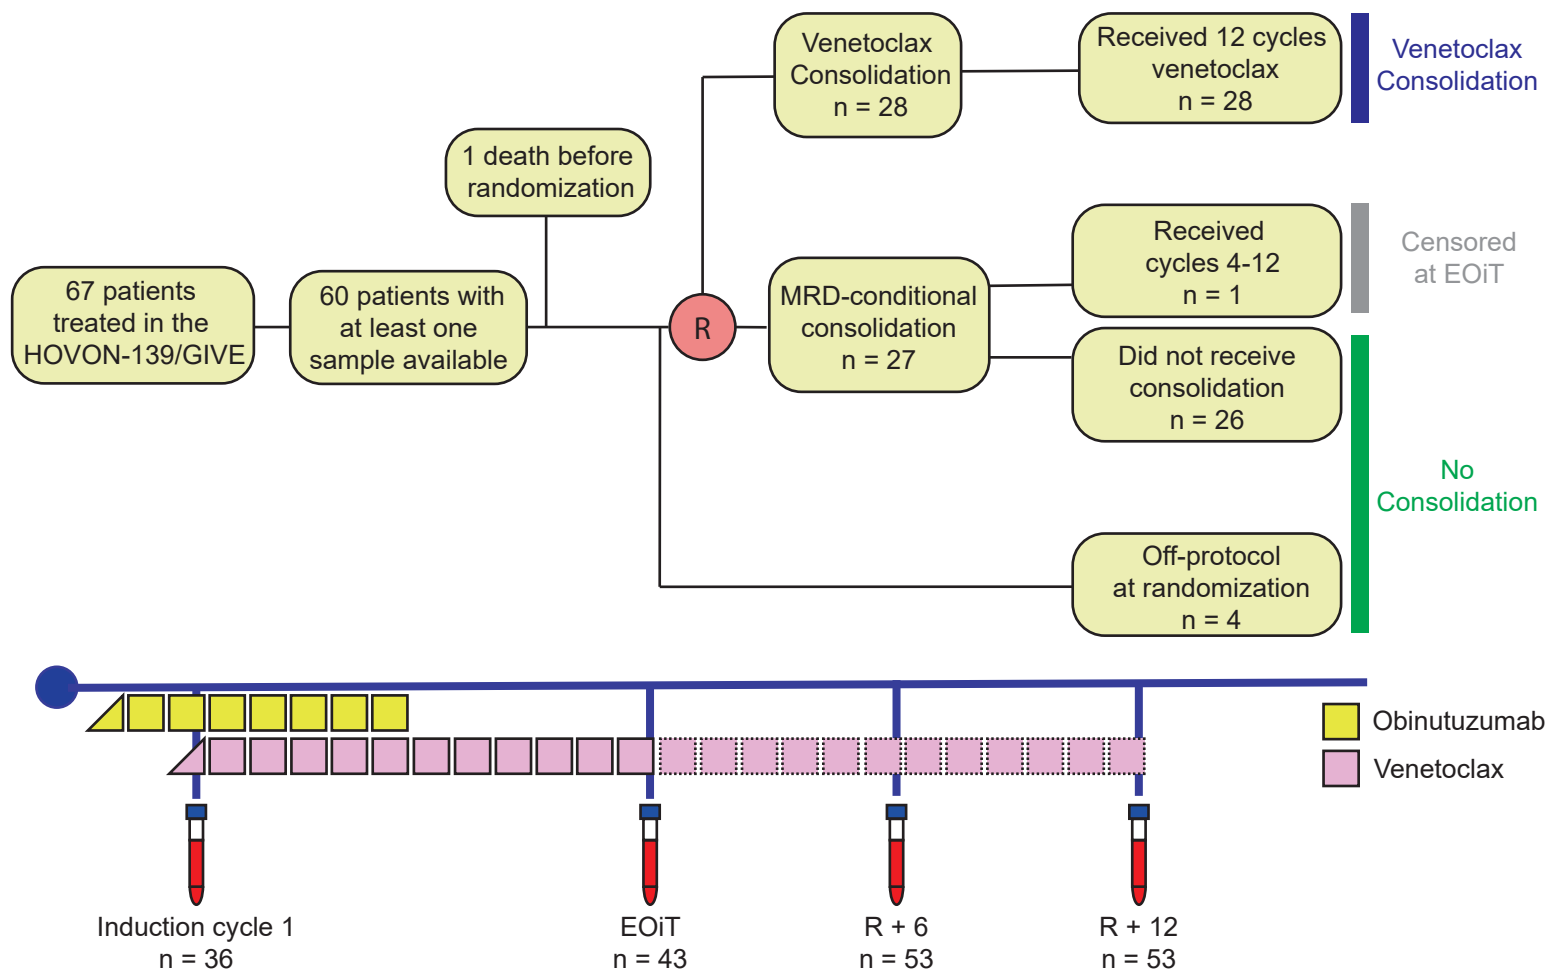 67 patients
treated in the
HOVON-139/GIVE
60 patients with
at least one
sample available
1 death before
randomization
R
Venetoclax
Consolidation
n = 28
Received 12 cycles
venetoclax
n = 28
Venetoclax
Consolidation
MRD-conditional
consolidation
n = 27
Received
cycles 4-12
n = 1
Censored
at EOiT
Did not receive
consolidation
n = 26
No
Consolidation
Off-protocol
at randomization
n = 4
Obinutuzumab
Venetoclax
Induction cycle 1
n = 36
EOiT
n = 43
R + 6
n = 53
R + 12
n = 53